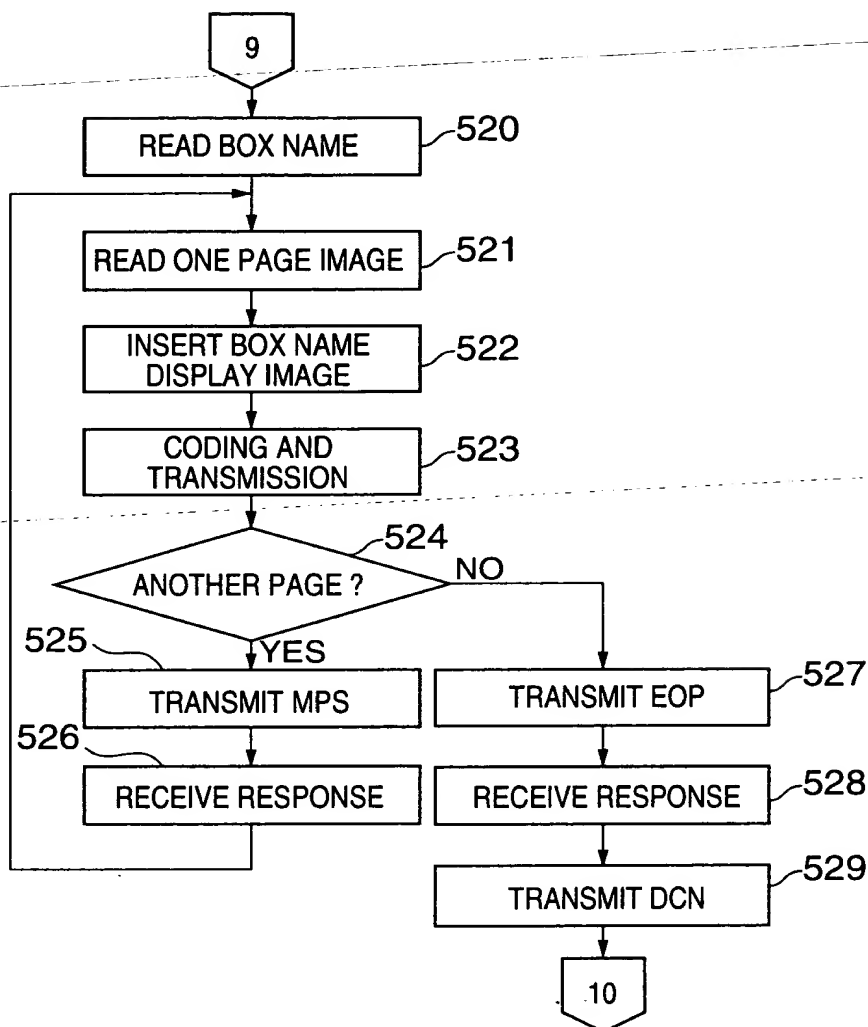 9
READ BOX NAME
520
READ ONE PAGE IMAGE
521
INSERT BOX NAME
DISPLAY IMAGE
522
CODING AND
TRANSMISSION
523
524
ANOTHER PAGE ?
NO
YES
525
TRANSMIT MPS
526
RECEIVE RESPONSE
TRANSMIT EOP
527
RECEIVE RESPONSE
528
TRANSMIT DCN
529
10